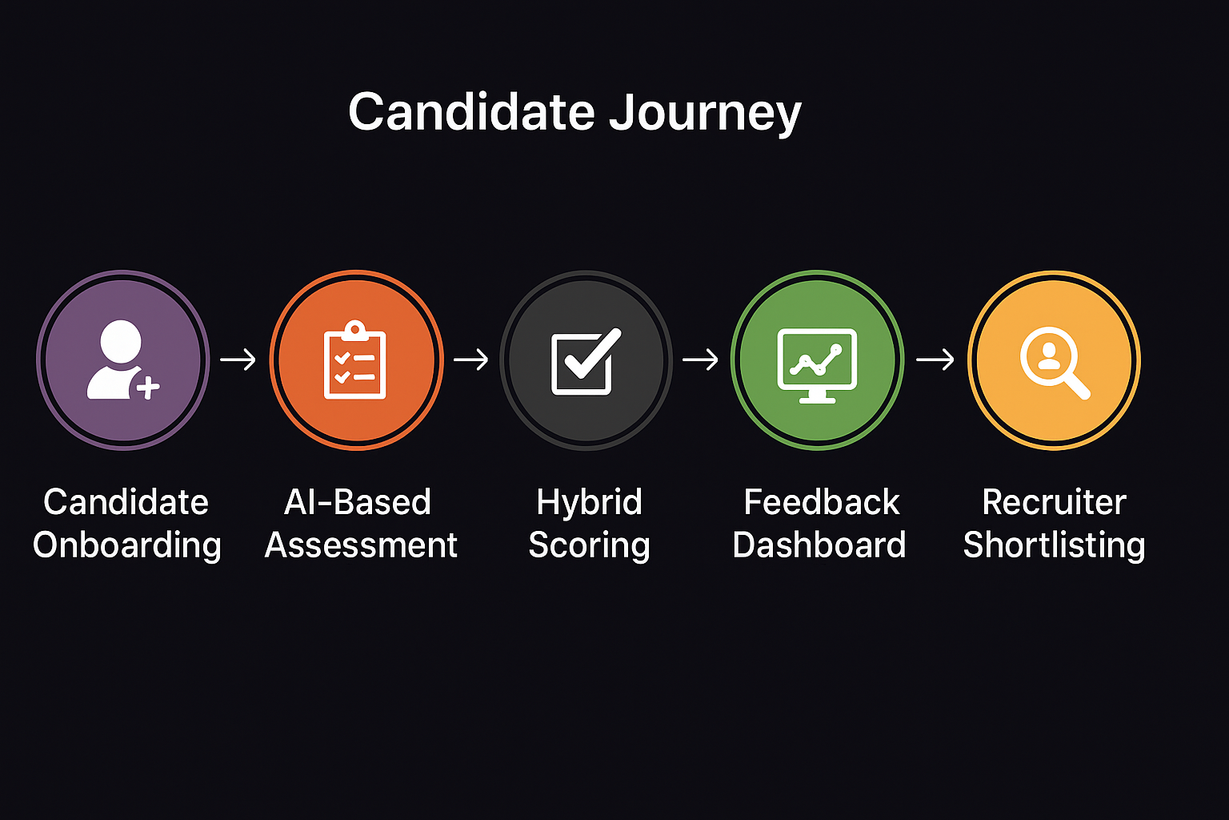 Candidate Journey
Candidate
Onboarding
AI-Based
Assessment
Hybrid
Scoring
Feedback
Dashboard
Recruiter
Shortlisting